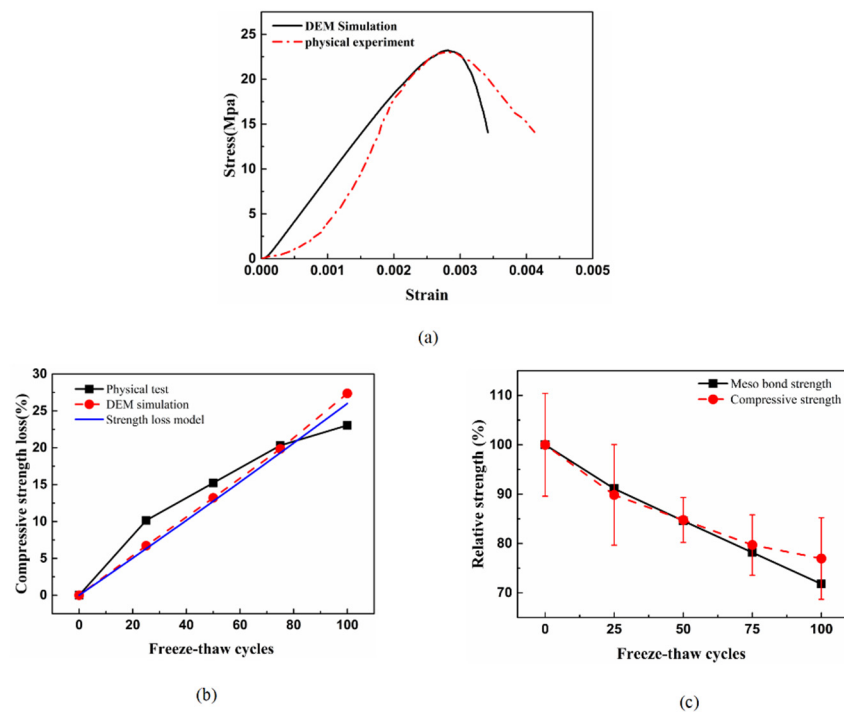 DEM Simulation
physical experiment
25
20
15
10
5
0
Stress(Mpa)
0.000 0.001 0.002 0.003 0.004 0.005
Strain
(a)
30
25
20
15
10
5
0
Compressive strength loss(%)
Physical test
DEM simulation
Strength loss model
0 20 40 60 80 100
Freeze-thaw cycles
(b)
110
100
90
80
70
Relative strength (%)
Meso bond strength
Compressive strength
0 25 50 75 100
Freeze-thaw cycles
(c)